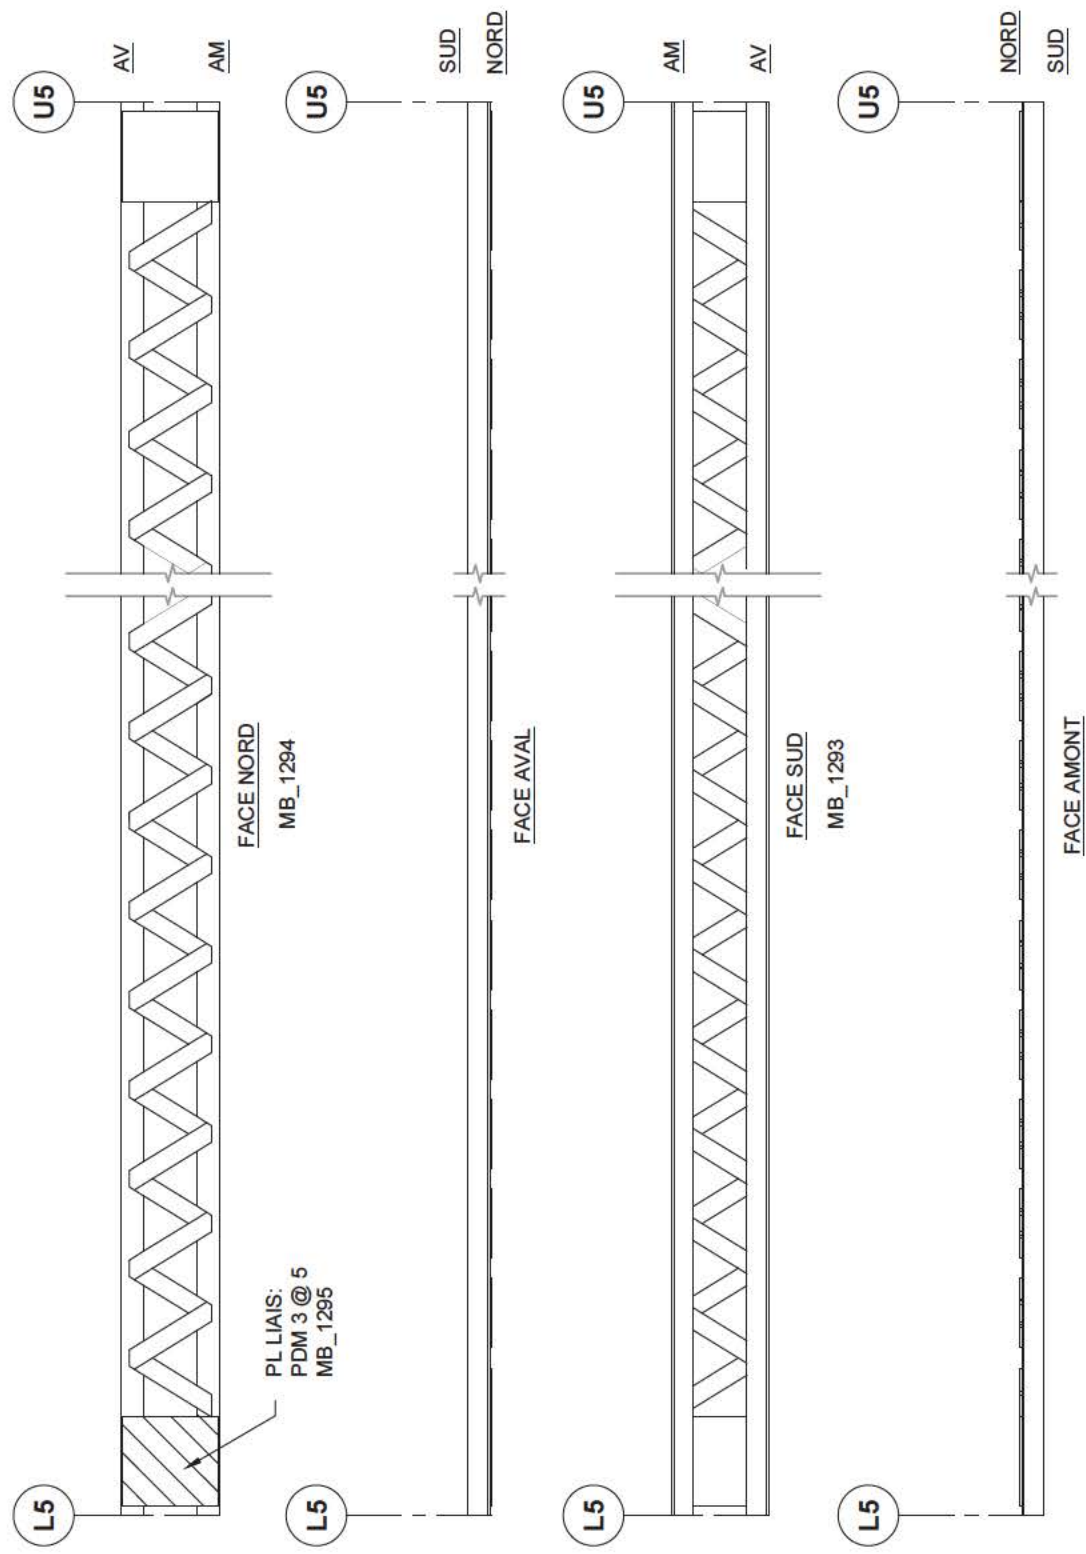 U5
AV
AM
FACE NORD
MB_1294
PL LIAIS:
PDM 3 @ 5
MB_1295
L5
U5
SUD
NORD
FACE AVAL
L5
U5
AM
AV
FACE SUD
MB_1293
L5
U5
NORD
SUD
FACE AMONT
L5